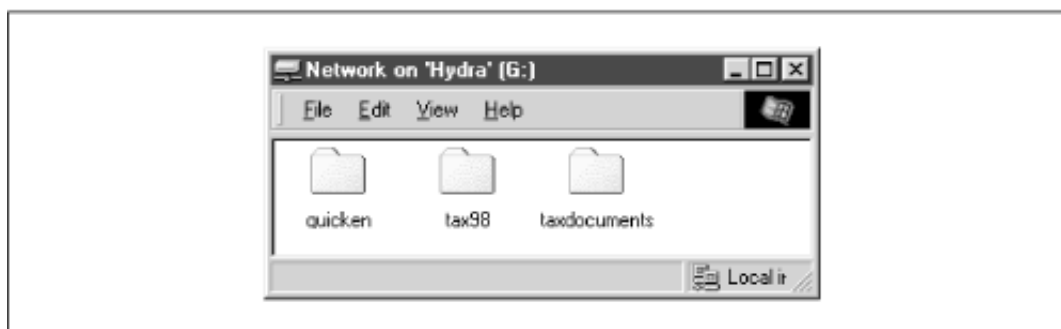 Network on 'Hydra' (G:)
File Edit View Help
quicken tax98 taxdocuments
Local ir